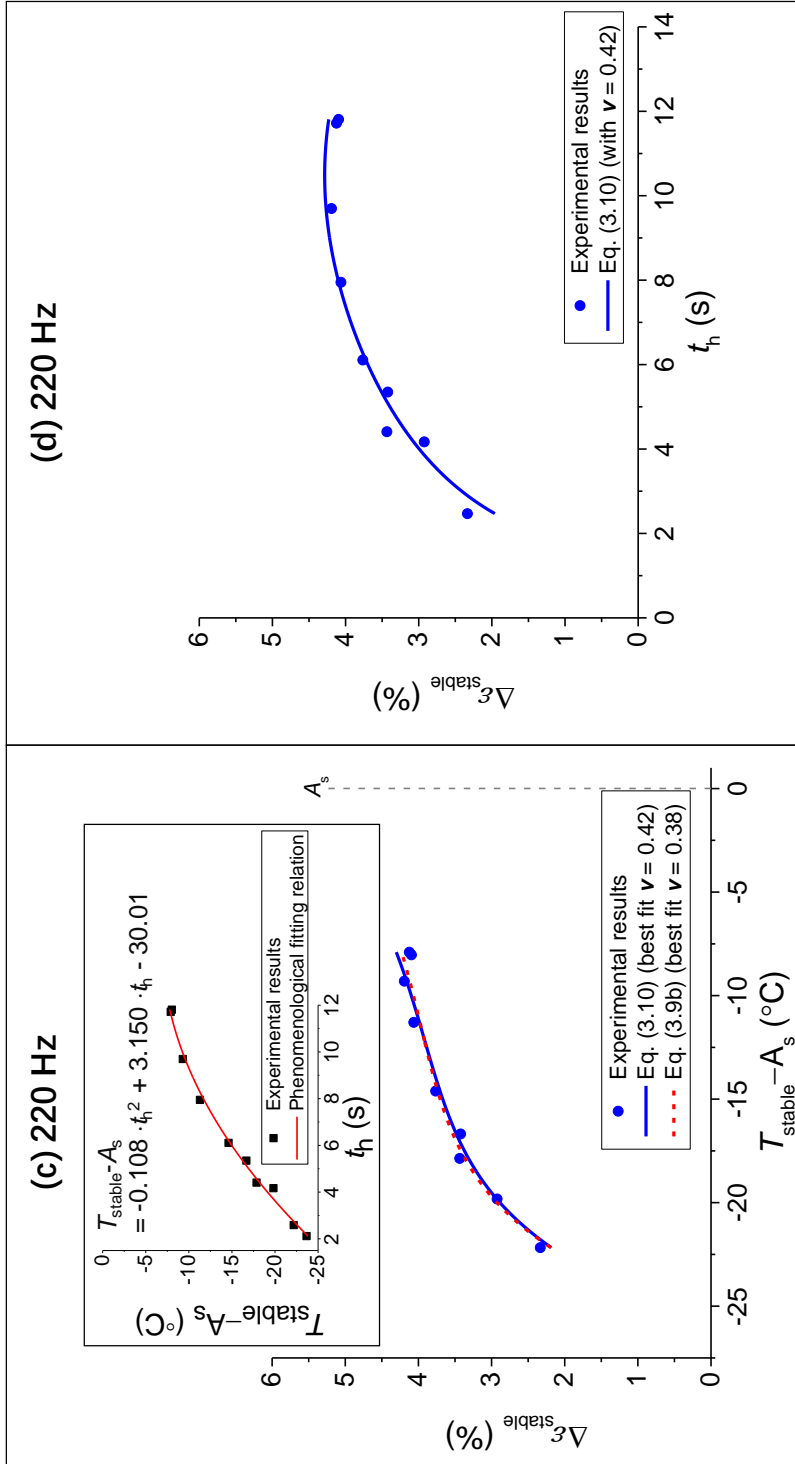 (c) 220 Hz
T_stable-A_s
= -0.108 · t_h² + 3.150 · t_h - 30.01
0
-5
-10
-15
-20
-25
T_stable–A_s (°C)
2 4 6 8 10 12
t_h (s)
Experimental results
Phenomenological fitting relation
A_s
6
5
4
3
2
1
0
Δε_stable (%)
Experimental results
Eq. (3.10) (best fit v = 0.42)
Eq. (3.9b) (best fit v = 0.38)
-25 -20 -15 -10 -5 0
T_stable–A_s (°C)
(d) 220 Hz
6
5
4
3
2
1
0
Δε_stable (%)
Experimental results
Eq. (3.10) (with v = 0.42)
0 2 4 6 8 10 12 14
t_h (s)